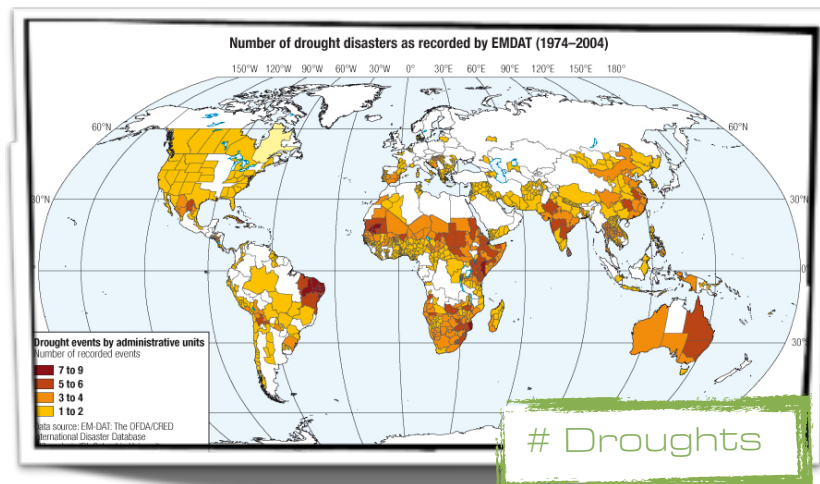 Number of drought disasters as recorded by EMDAT (1974–2004)
150°W 120°W 90°W 60°W 30°W 0° 30°E 60°E 90°E 120°E 150°E 180°
60°N 60°N
30°N 30°N
0° 0°
30°
Drought events by administrative units
Number of recorded events
7 to 9
5 to 6
3 to 4
1 to 2
Data source: EM-DAT: The OFDA/CRED
International Disaster Database
# Droughts